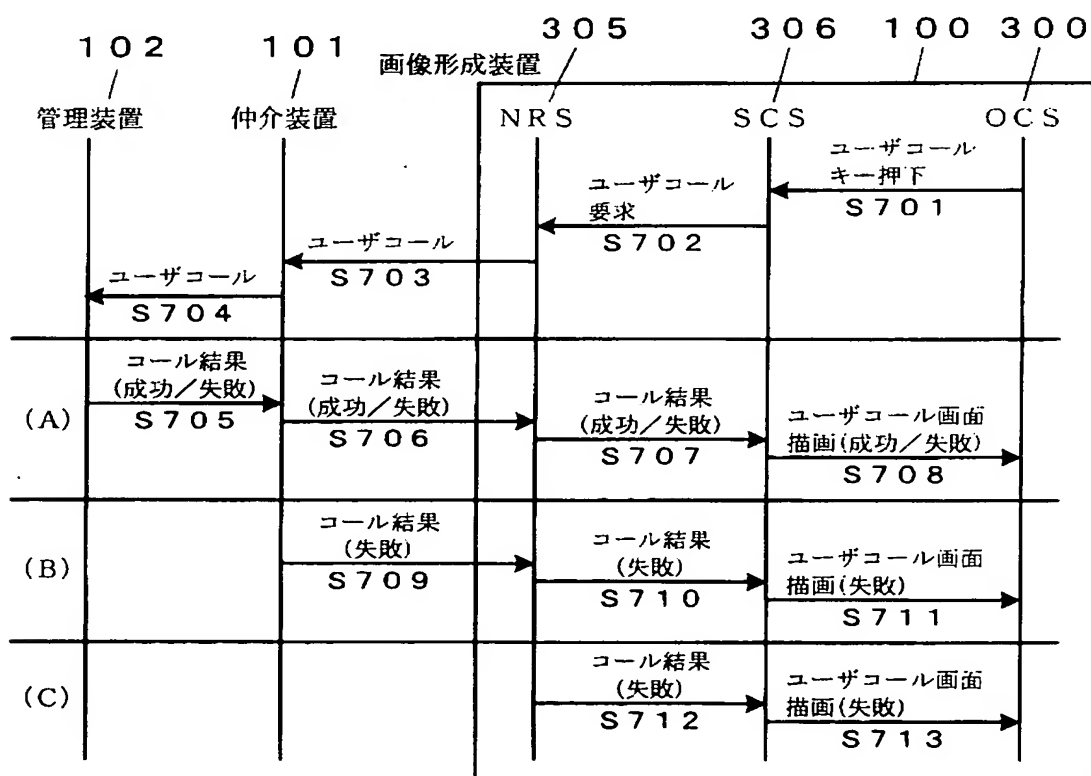 102
101
305
306
100
300
画像形成装置
管理装置
仲介装置
NRS
SCS
OCS
ユーザコール
キー押下
S701
ユーザコール
要求
S702
ユーザコール
S703
ユーザコール
S704
(A)
コール結果
(成功/失敗)
S705
コール結果
(成功/失敗)
S706
コール結果
(成功/失敗)
S707
ユーザコール画面
描画(成功/失敗)
S708
(B)
コール結果
(失敗)
S709
コール結果
(失敗)
S710
ユーザコール画面
描画(失敗)
S711
(C)
コール結果
(失敗)
S712
ユーザコール画面
描画(失敗)
S713